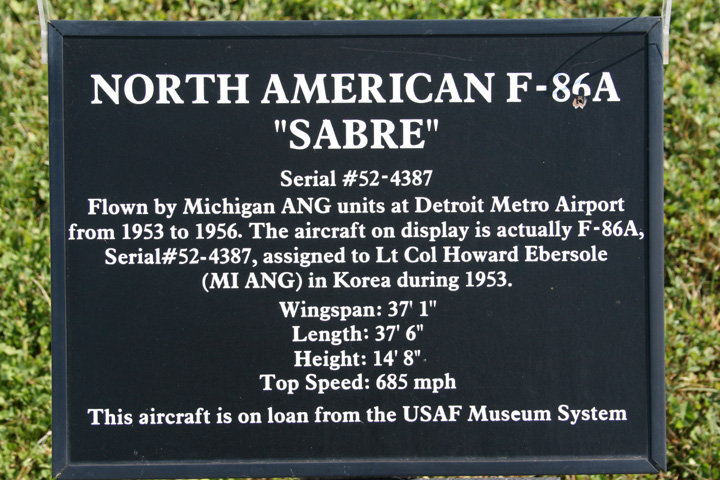 NORTH AMERICAN F-86A
"SABRE"
Serial #52-4387
Flown by Michigan ANG units at Detroit Metro Airport
from 1953 to 1956. The aircraft on display is actually F-86A,
Serial#52-4387, assigned to Lt Col Howard Ebersole
(MI ANG) in Korea during 1953.
Wingspan: 37' 1"
Length: 37' 6"
Height: 14' 8"
Top Speed: 685 mph
This aircraft is on loan from the USAF Museum System